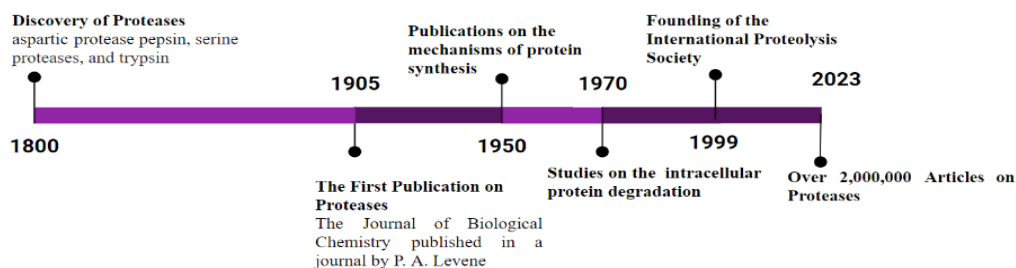 Discovery of Proteases
aspartic protease pepsin, serine
proteases, and trypsin
1800
1905
The First Publication on
Proteases
The Journal of Biological
Chemistry published in a
journal by P. A. Levene
Publications on the
mechanisms of protein
synthesis
1950
1970
Studies on the intracellular
protein degradation
Founding of the
International Proteolysis
Society
1999
2023
Over 2,000,000 Articles on
Proteases